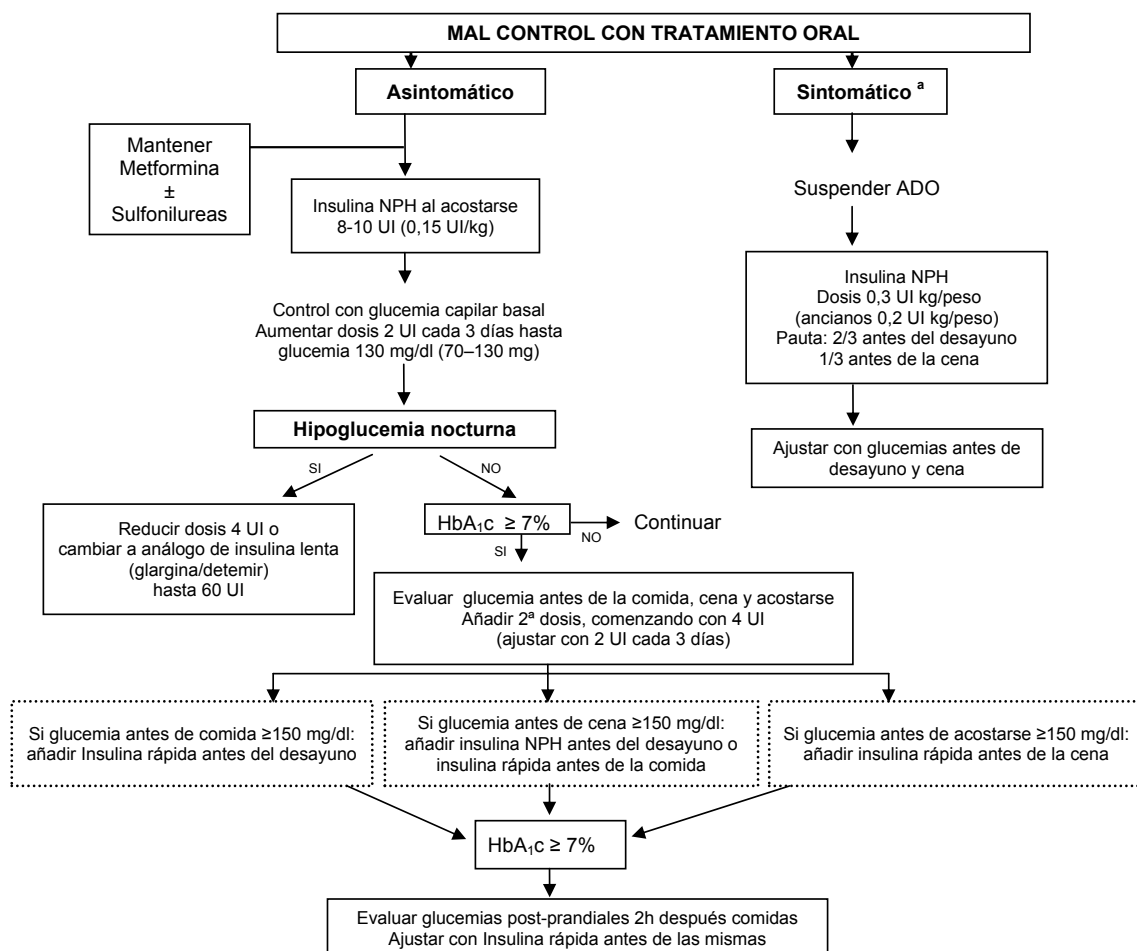 MAL CONTROL CON TRATAMIENTO ORAL
Asintomático
Sintomático ª
Mantener
Metformina
±
Sulfonilureas
Insulina NPH al acostarse
8-10 UI (0,15 UI/kg)
Suspender ADO
Control con glucemia capilar basal
Aumentar dosis 2 UI cada 3 días hasta
glucemia 130 mg/dl (70–130 mg)
Insulina NPH
Dosis 0,3 UI kg/peso
(ancianos 0,2 UI kg/peso)
Pauta: 2/3 antes del desayuno
1/3 antes de la cena
Hipoglucemia nocturna
Ajustar con glucemias antes de
desayuno y cena
SI
NO
Reducir dosis 4 UI o
cambiar a análogo de insulina lenta
(glargina/detemir)
hasta 60 UI
HbA₁c ≥ 7%
NO
Continuar
SI
Evaluar glucemia antes de la comida, cena y acostarse
Añadir 2ª dosis, comenzando con 4 UI
(ajustar con 2 UI cada 3 días)
Si glucemia antes de comida ≥150 mg/dl:
añadir Insulina rápida antes del desayuno
Si glucemia antes de cena ≥150 mg/dl:
añadir insulina NPH antes del desayuno o
insulina rápida antes de la comida
Si glucemia antes de acostarse ≥150 mg/dl:
añadir insulina rápida antes de la cena
HbA₁c ≥ 7%
Evaluar glucemias post-prandiales 2h después comidas
Ajustar con Insulina rápida antes de las mismas